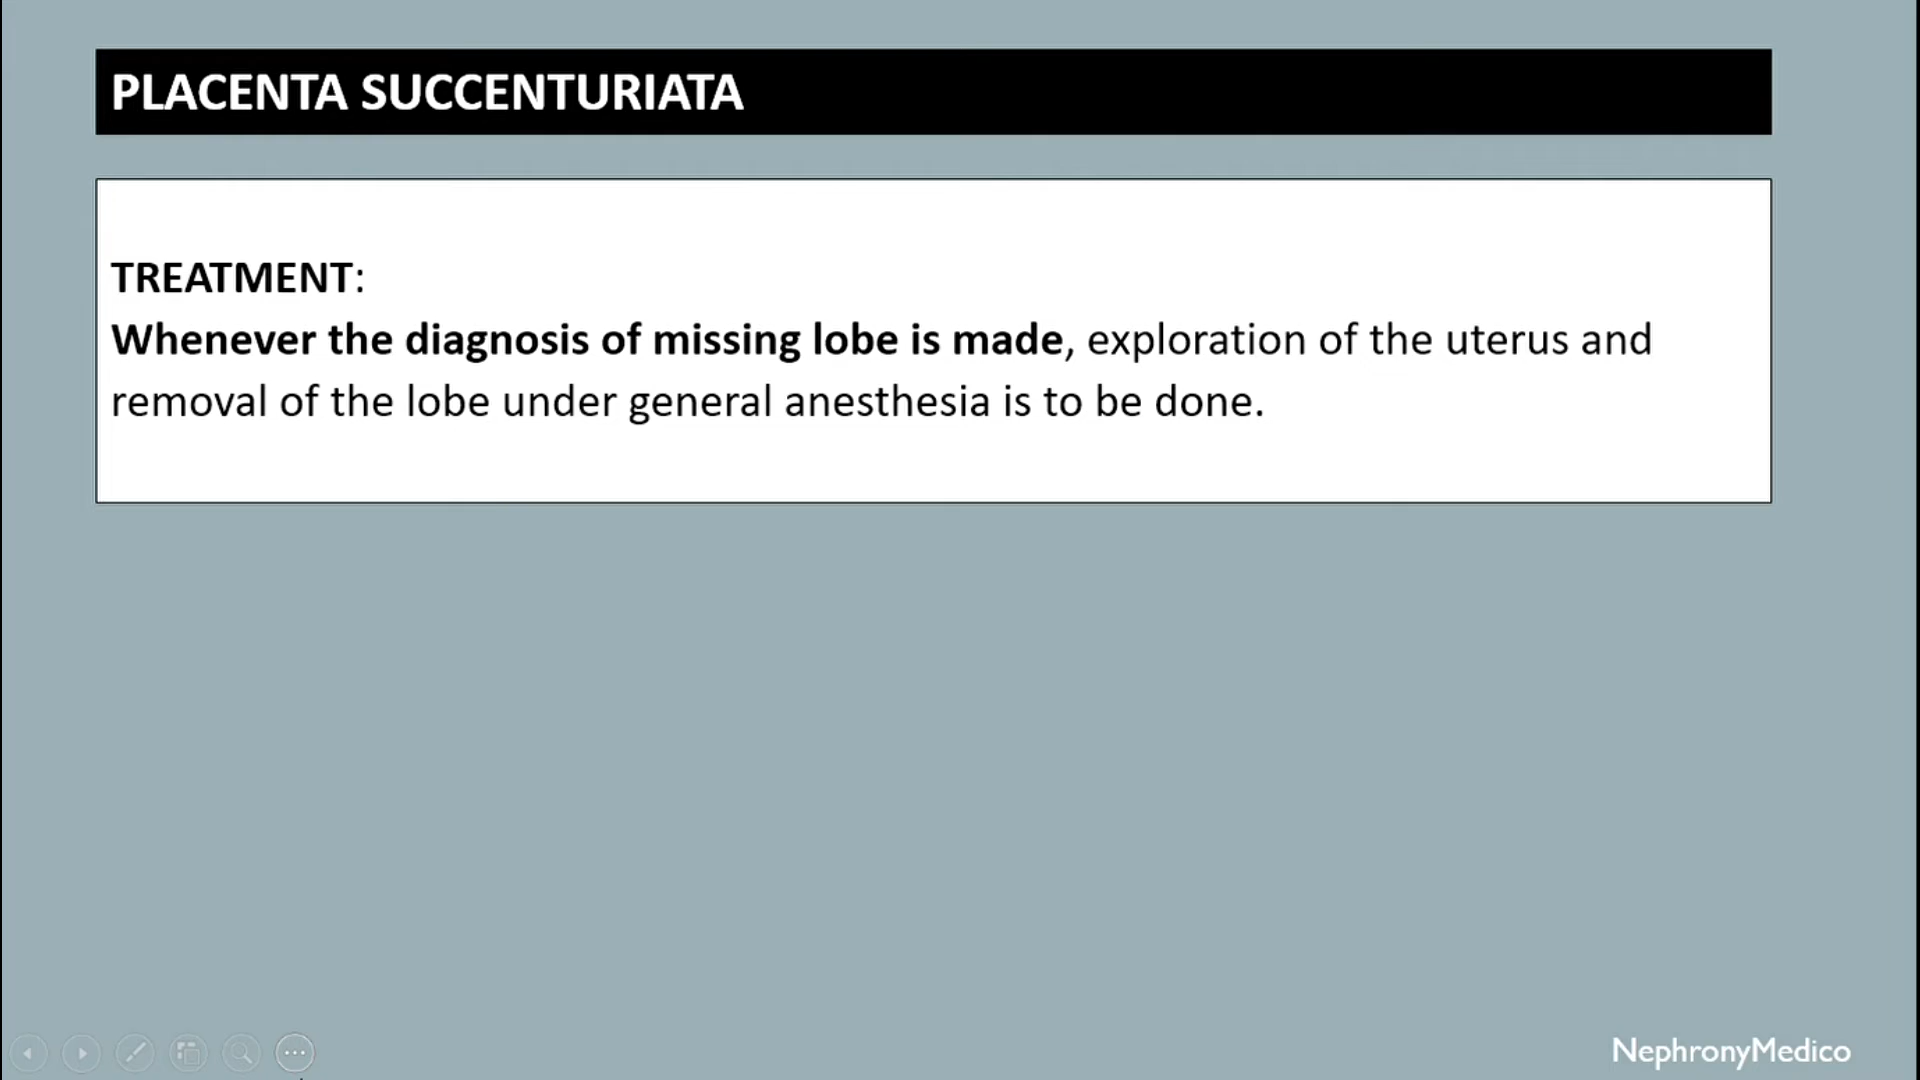 PLACENTA SUCCENTURIATA
TREATMENT:
Whenever the diagnosis of missing lobe is made, exploration of the uterus and
removal of the lobe under general anesthesia is to be done.
NephronyMedico